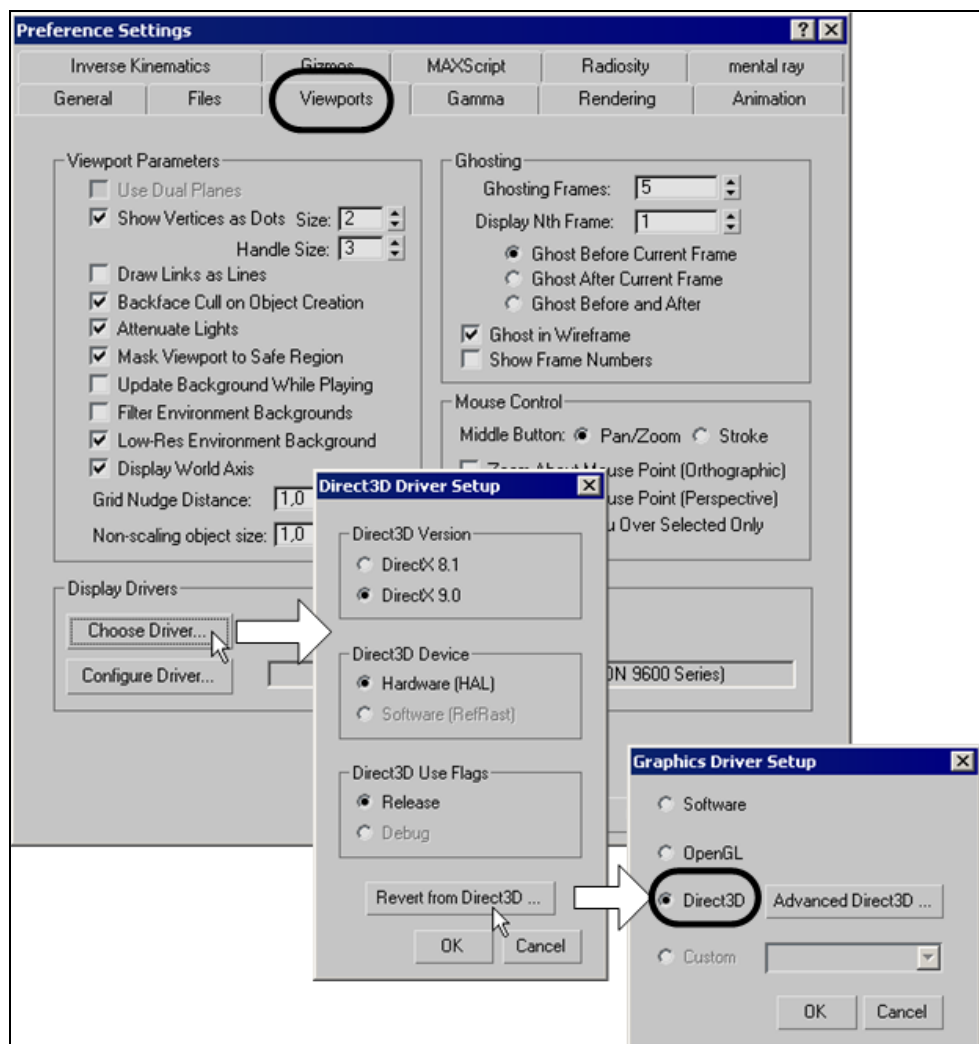 Preference Settings
Inverse Kinematics Gizmos MAXScript Radiosity mental ray
General Files Viewports Gamma Rendering Animation
Viewport Parameters
Use Dual Planes
Show Vertices as Dots Size: 2
Handle Size: 3
Draw Links as Lines
Backface Cull on Object Creation
Attenuate Lights
Mask Viewport to Safe Region
Update Background While Playing
Filter Environment Backgrounds
Low-Res Environment Background
Display World Axis
Grid Nudge Distance: 1,0
Non-scaling object size: 1,0
Ghosting
Ghosting Frames: 5
Display Nth Frame: 1
Ghost Before Current Frame
Ghost After Current Frame
Ghost Before and After
Ghost in Wireframe
Show Frame Numbers
Mouse Control
Middle Button: Pan/Zoom Stroke
Zoom About Mouse Point (Orthographic)
use Point (Perspective)
u Over Selected Only
Display Drivers
Choose Driver...
Configure Driver...
ON 9600 Series)
Direct3D Driver Setup
Direct3D Version
DirectX 8.1
DirectX 9.0
Direct3D Device
Hardware (HAL)
Software (RefRast)
Direct3D Use Flags
Release
Debug
Revert from Direct3D ...
OK Cancel
Graphics Driver Setup
Software
OpenGL
Direct3D Advanced Direct3D ...
Custom
OK Cancel